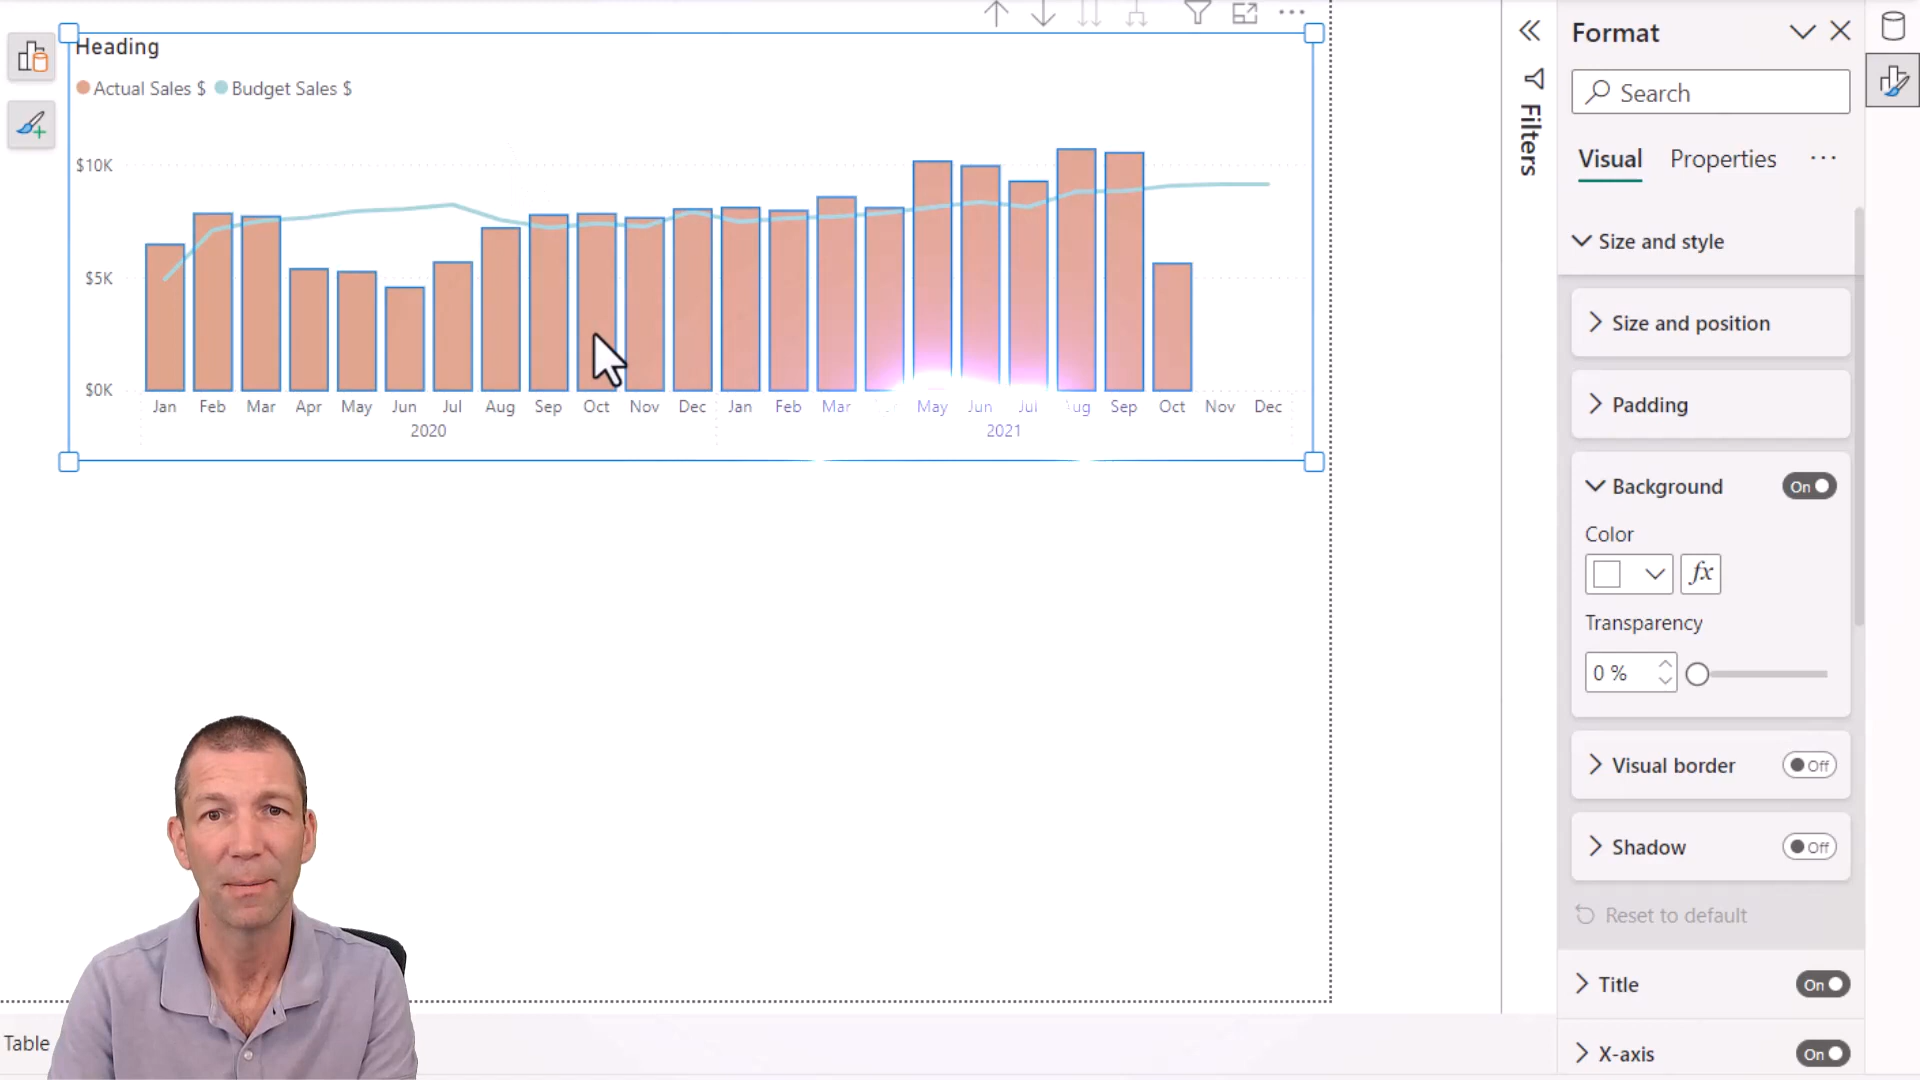 Heading
Actual Sales $ Budget Sales $
$10K
$5K
$0K
Jan Feb Mar Apr May Jun Jul Aug Sep Oct Nov Dec Jan Feb Mar May Jun Jul Aug Sep Oct Nov Dec
2020 2021
Table
Filters
Format
Search
Visual Properties
Size and style
Size and position
Padding
Background On
Color
fx
Transparency
0 %
Visual border Off
Shadow Off
Reset to default
Title On
X-axis On